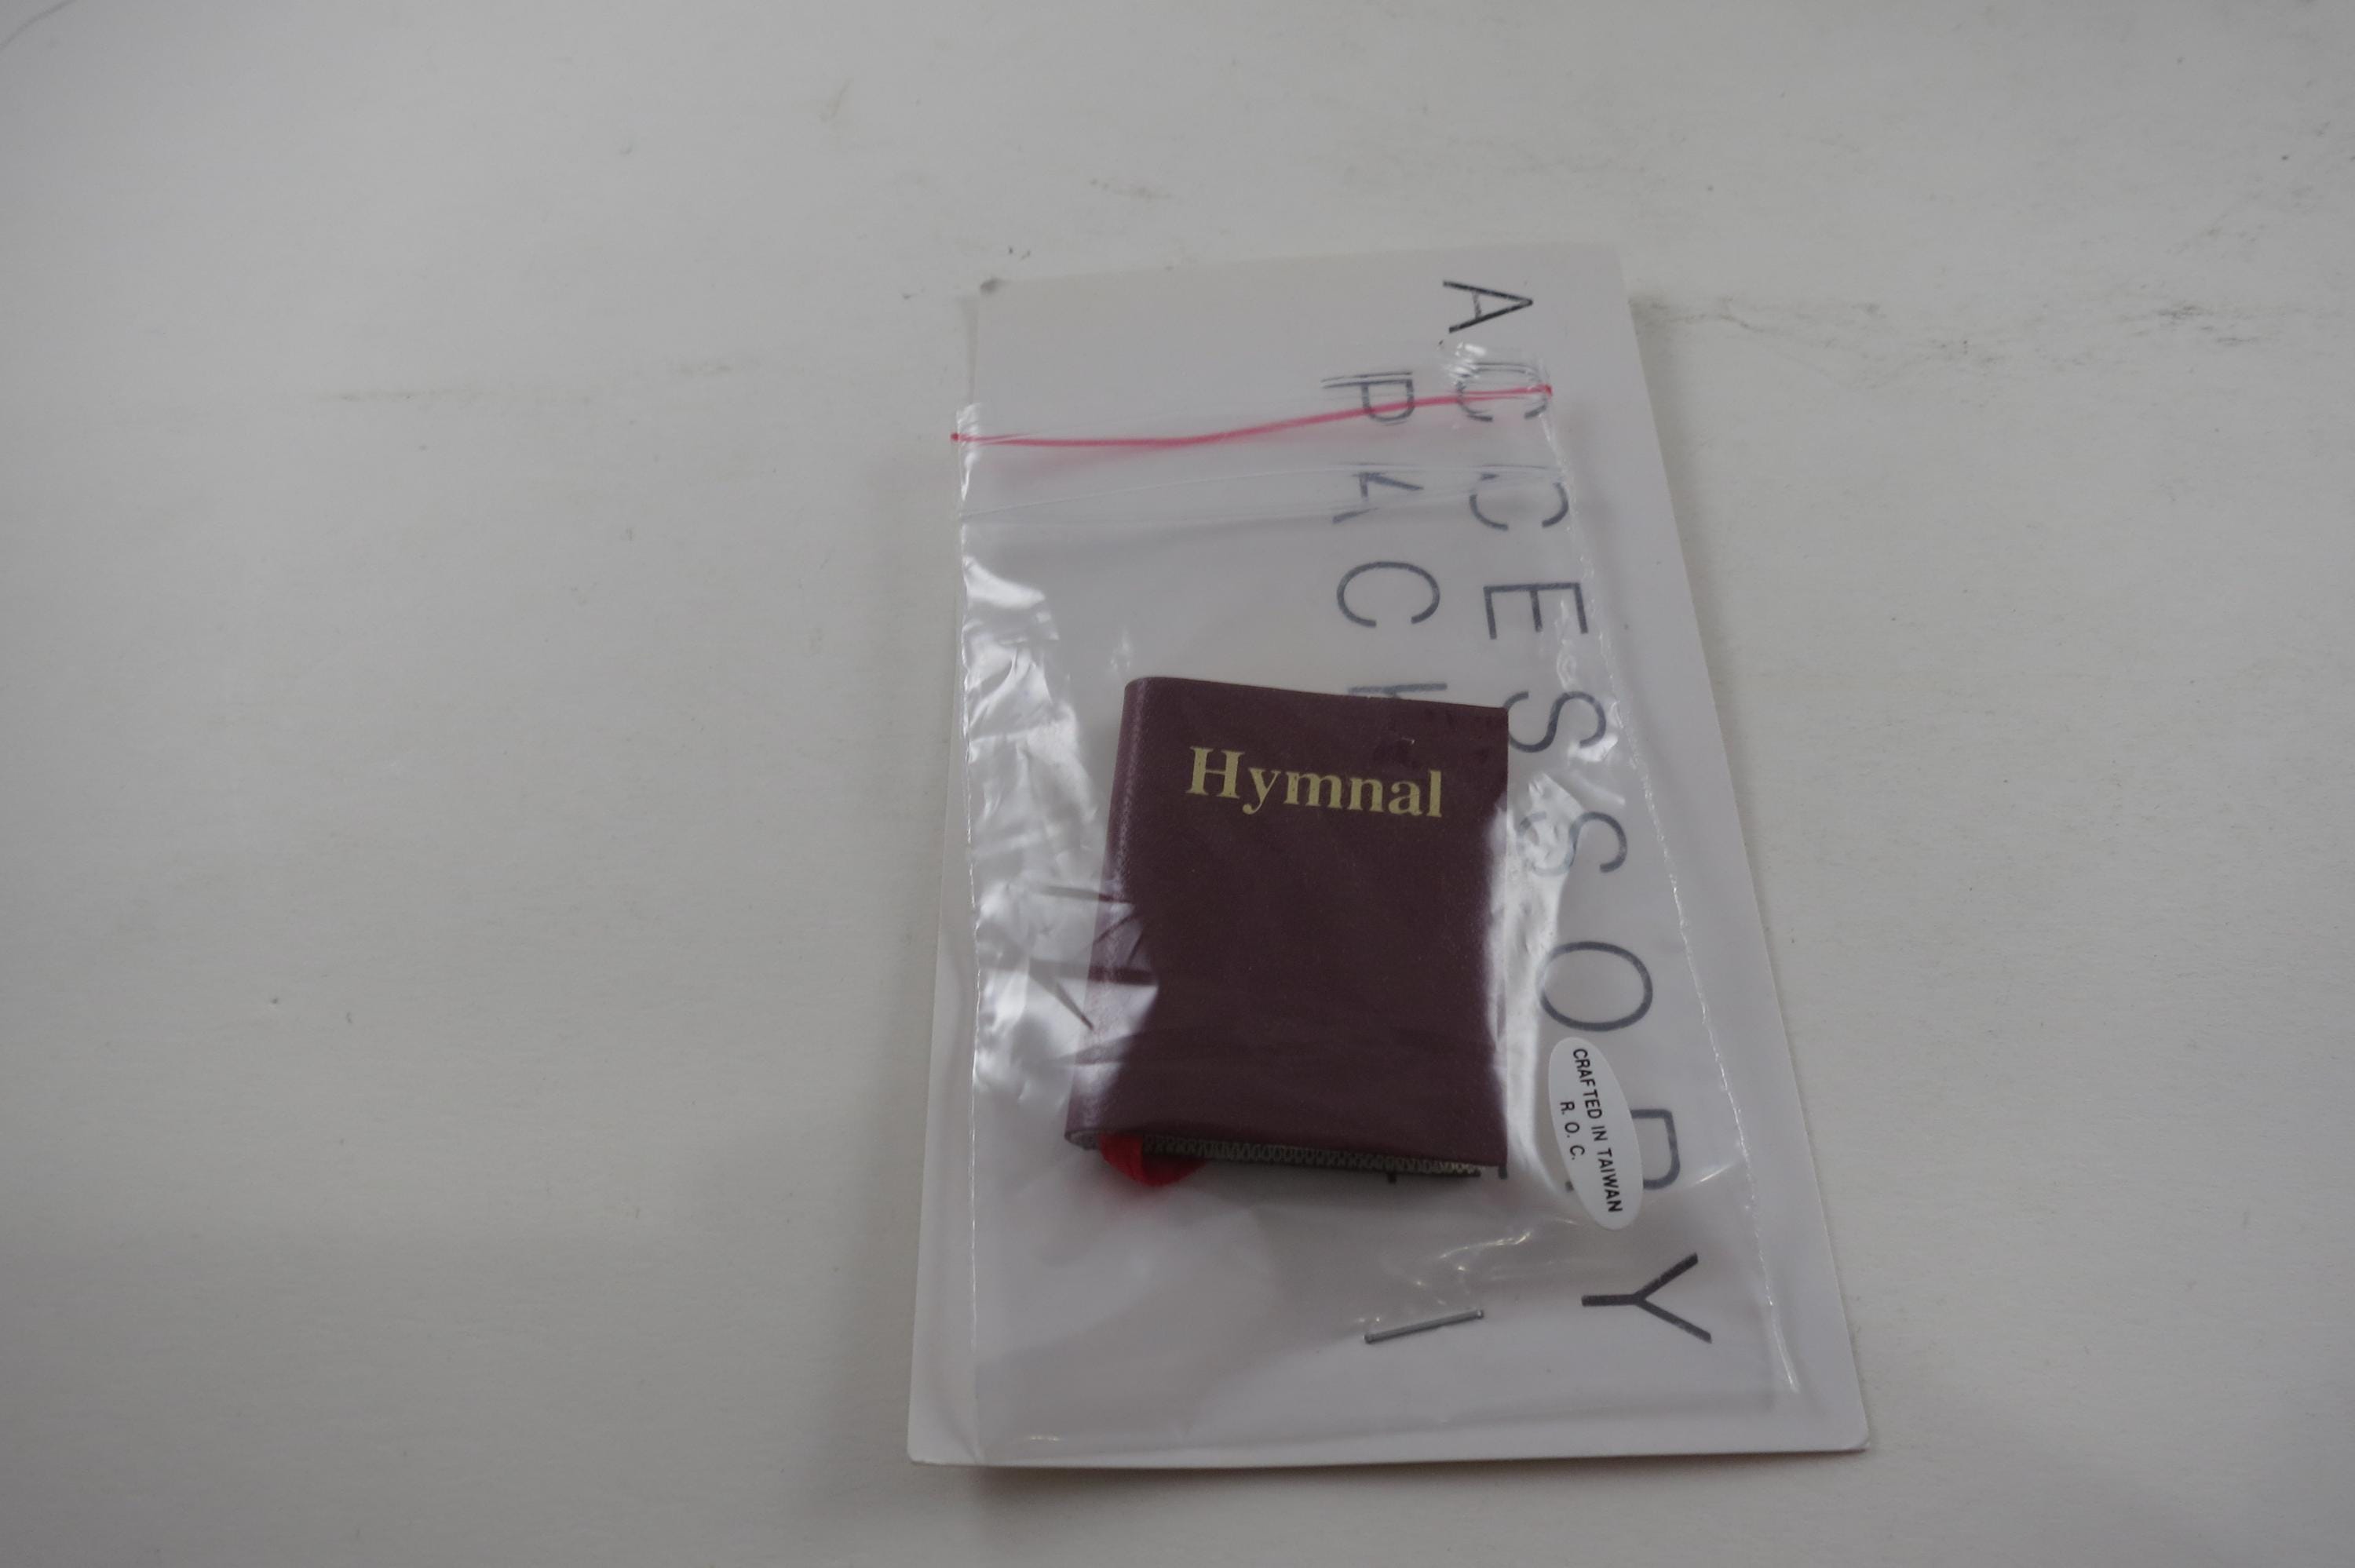 ACCESSORY
PACK
Hymnal
CRAFTED IN TAIWAN
R. O. C.